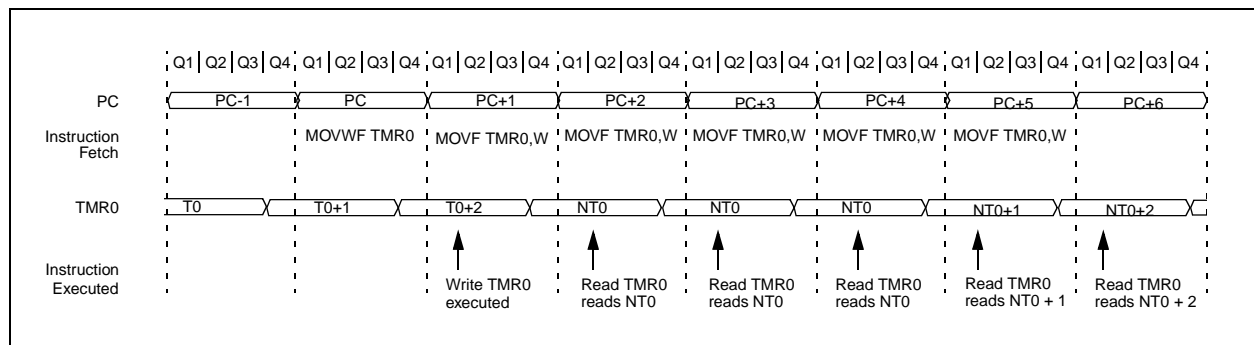 Q1 Q2 Q3 Q4 Q1 Q2 Q3 Q4 Q1 Q2 Q3 Q4 Q1 Q2 Q3 Q4 Q1 Q2 Q3 Q4 Q1 Q2 Q3 Q4 Q1 Q2 Q3 Q4 Q1 Q2 Q3 Q4
PC PC-1 PC PC+1 PC+2 PC+3 PC+4 PC+5 PC+6
Instruction
Fetch
MOVWF TMR0 MOVF TMR0,W MOVF TMR0,W MOVF TMR0,W MOVF TMR0,W MOVF TMR0,W
TMR0 T0 T0+1 T0+2 NT0 NT0 NT0 NT0+1 NT0+2
Instruction
Executed
Write TMR0
executed
Read TMR0
reads NT0
Read TMR0
reads NT0
Read TMR0
reads NT0
Read TMR0
reads NT0 + 1
Read TMR0
reads NT0 + 2